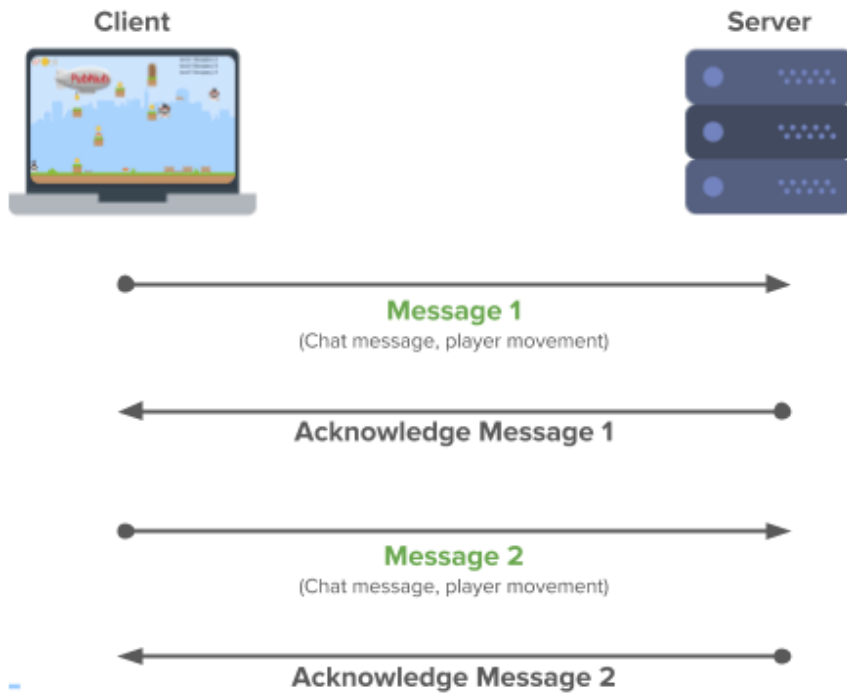 Client
Server
PubNub
Message 1
(Chat message, player movement)
Acknowledge Message 1
Message 2
(Chat message, player movement)
Acknowledge Message 2